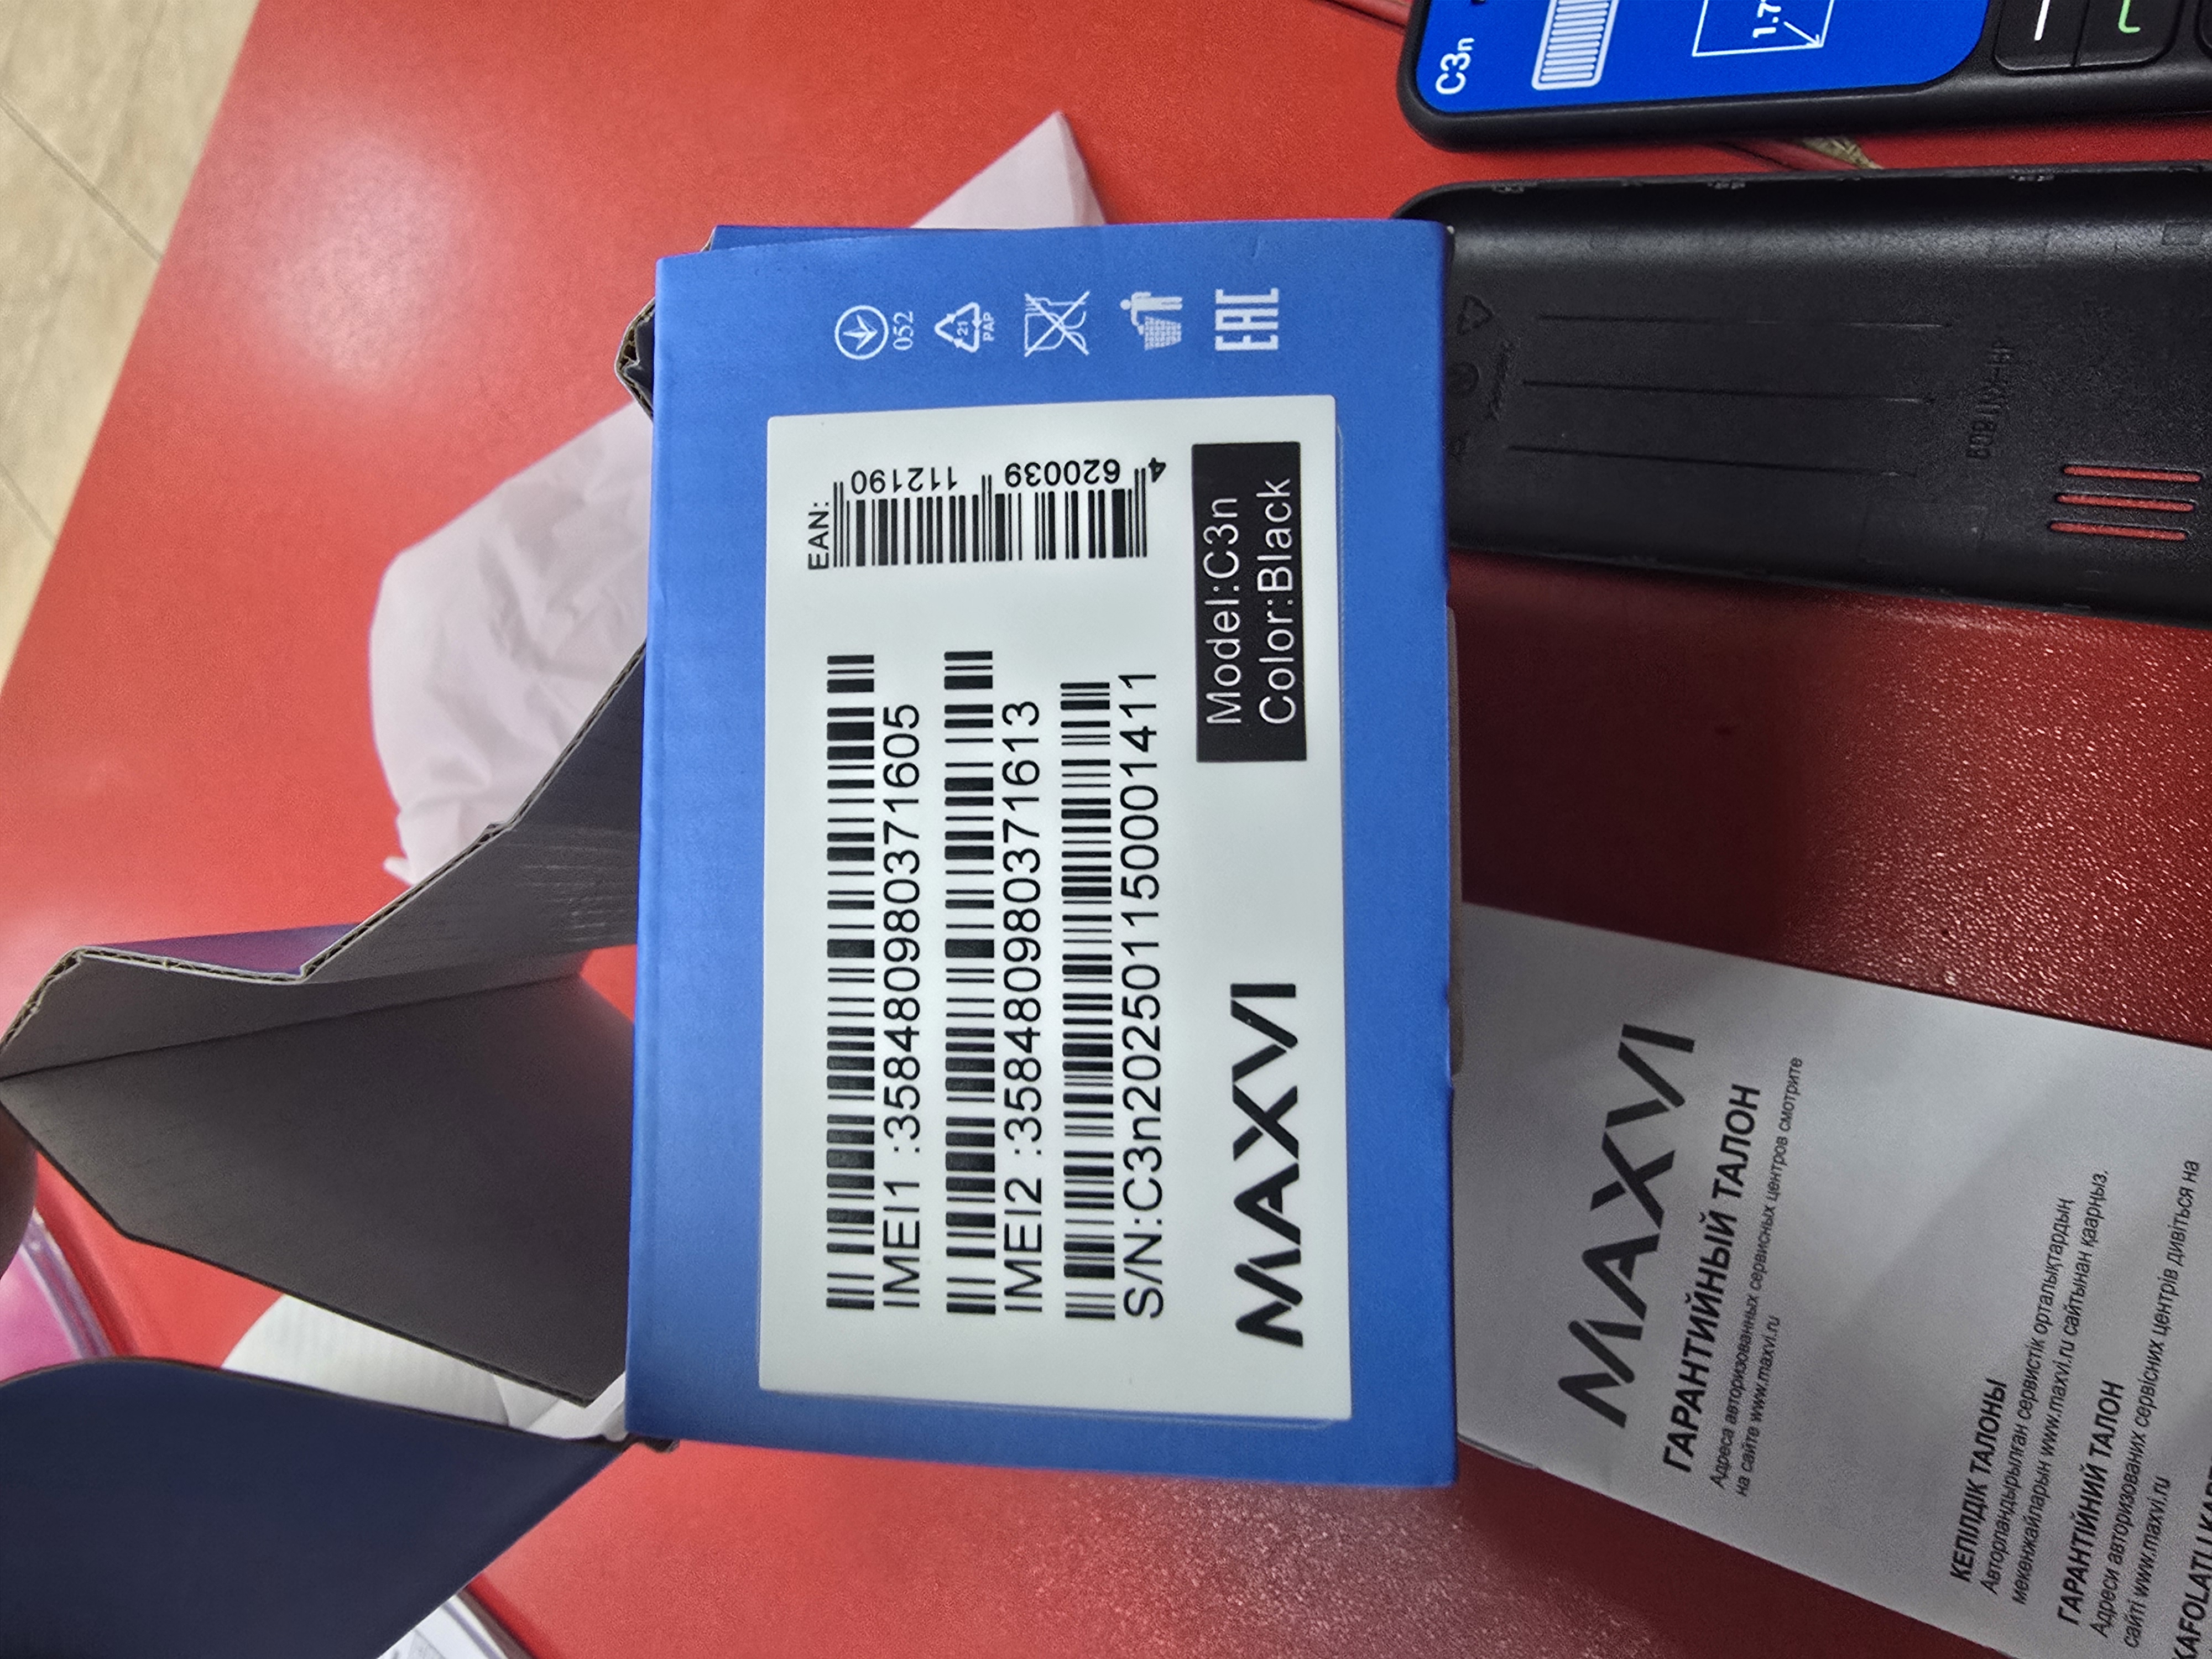 EAN:
4 620039 112190
IMEI1 :358480980371605
IMEI2 :358480980371613
S/N:C3n202501150001411
MAXVI
Model:C3n
Color:Black
052
21
PAP
EAC
C3n
MAXVI
ГАРАНТИЙНЫЙ ТАЛОН
Адреса авторизованных сервисных центров смотрите
на сайте www.maxvi.ru
КЕПІЛДІК ТАЛОНЫ
Авторландырылған сервистік орталықтардың
мекенжайларын www.maxvi.ru сайтынан қараңыз.
ГАРАНТІЙНИЙ ТАЛОН
Адреси авторизованих сервісних центрів дивіться на
сайті www.maxvi.ru